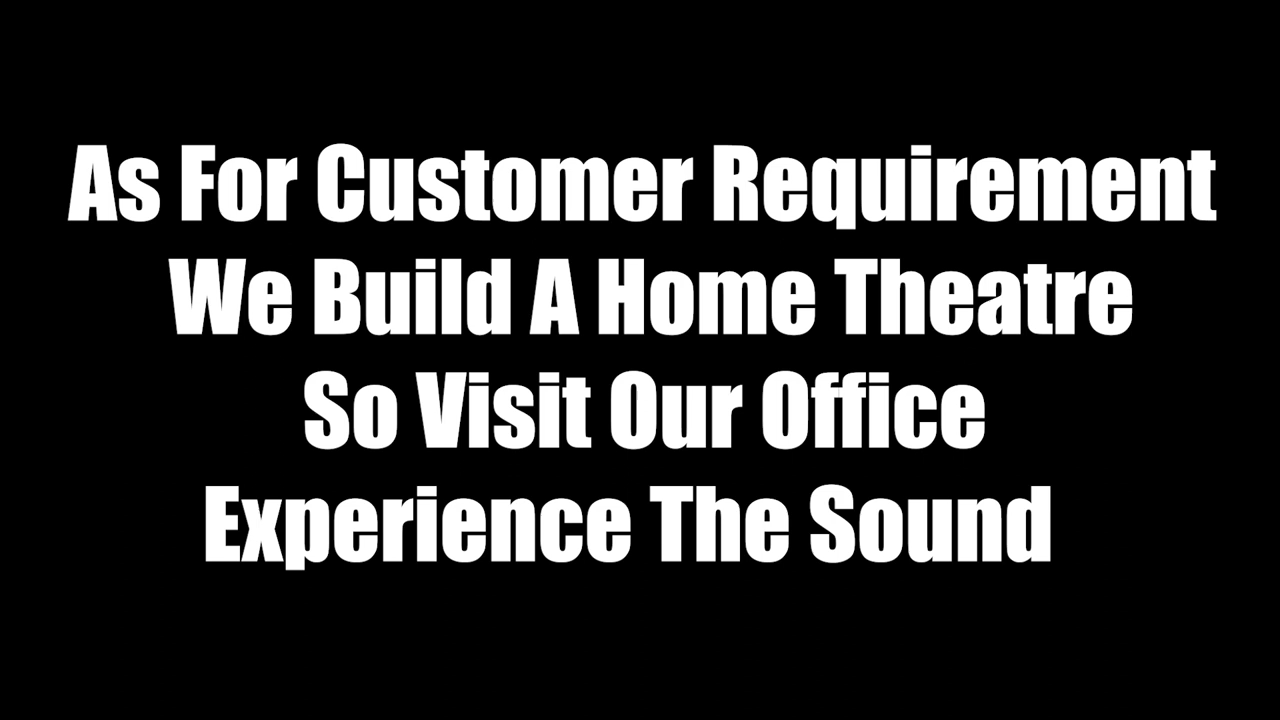 As For Customer Requirement
We Build A Home Theatre
So Visit Our Office
Experience The Sound